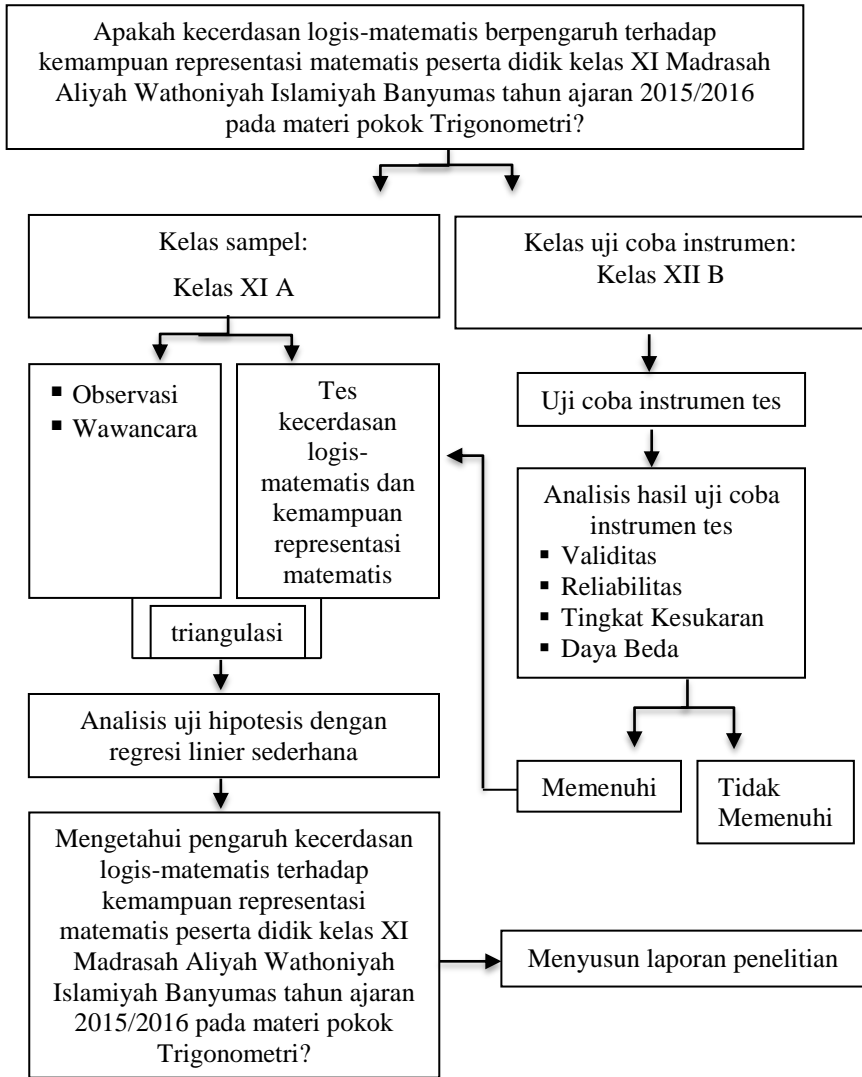 Apakah kecerdasan logis-matematis berpengaruh terhadap
kemampuan representasi matematis peserta didik kelas XI Madrasah
Aliyah Wathoniyah Islamiyah Banyumas tahun ajaran 2015/2016
pada materi pokok Trigonometri?
Kelas sampel:
Kelas XI A
Kelas uji coba instrumen:
Kelas XII B
▪ Observasi
▪ Wawancara
Tes
kecerdasan
logis-
matematis dan
kemampuan
representasi
matematis
Uji coba instrumen tes
Analisis hasil uji coba
instrumen tes
▪ Validitas
▪ Reliabilitas
▪ Tingkat Kesukaran
▪ Daya Beda
triangulasi
Analisis uji hipotesis dengan
regresi linier sederhana
Memenuhi
Tidak
Memenuhi
Mengetahui pengaruh kecerdasan
logis-matematis terhadap
kemampuan representasi
matematis peserta didik kelas XI
Madrasah Aliyah Wathoniyah
Islamiyah Banyumas tahun ajaran
2015/2016 pada materi pokok
Trigonometri?
Menyusun laporan penelitian